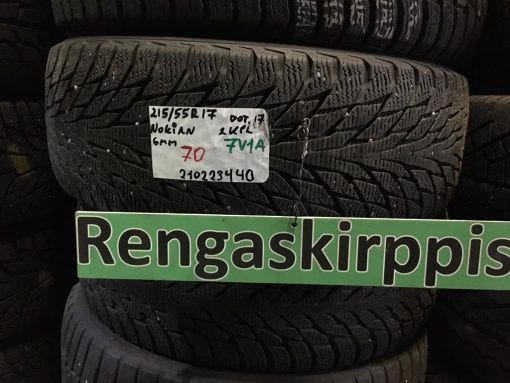 215/55R17 DOT.17
NOKIAN 2KPL
6mm 70 7V1A
210223440
Rengaskirppis